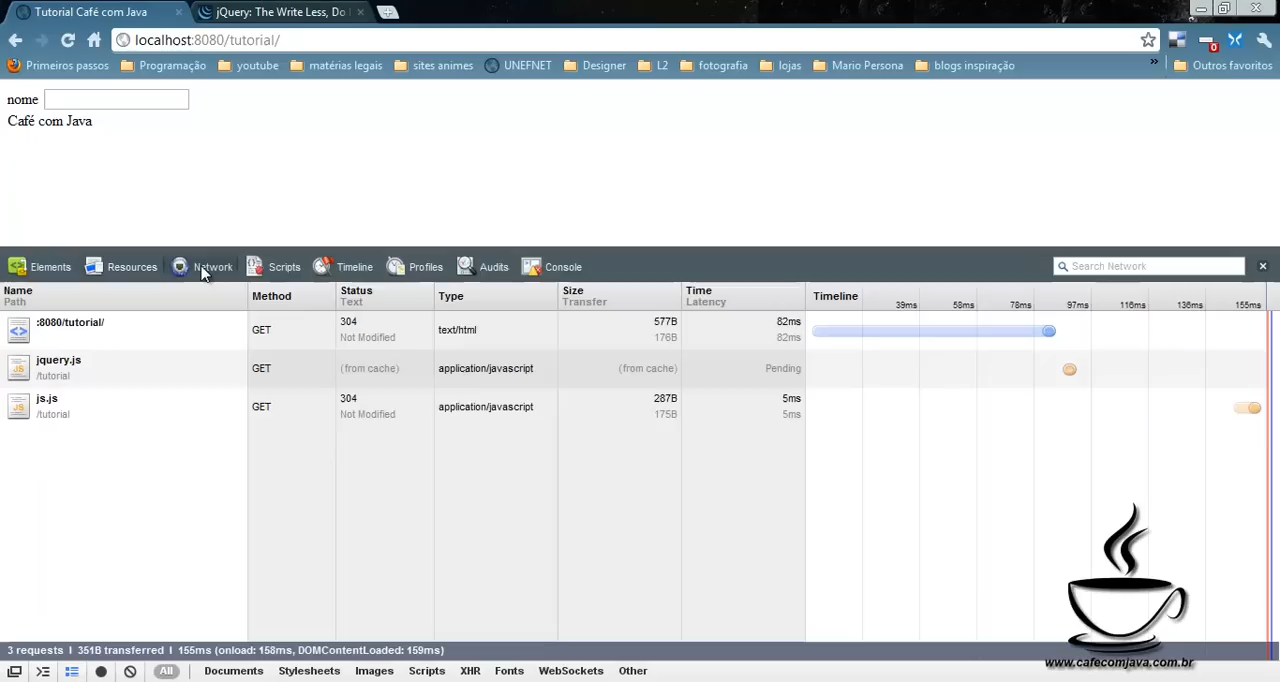 Tutorial Café com Java
jQuery: The Write Less, Do
localhost:8080/tutorial/
0
Primeiros passos Programação youtube matérias legais sites animes UNEFNET Designer L2 fotografia lojas Mario Persona blogs inspiração » Outros favoritos
nome
Café com Java
Elements Resources Network Scripts Timeline Profiles Audits Console Search Network
Name Path Method Status Text Type Size Transfer Time Latency Timeline 39ms 58ms 78ms 97ms 116ms 136ms 155ms
:8080/tutorial/ GET 304 Not Modified text/html 577B 176B 82ms 82ms
JS jquery.js /tutorial GET (from cache) application/javascript (from cache) Pending
JS js.js /tutorial GET 304 Not Modified application/javascript 287B 175B 5ms 5ms
www.cafecomjava.com.br
3 requests | 351B transferred | 155ms (onload: 158ms, DOMContentLoaded: 159ms)
All Documents Stylesheets Images Scripts XHR Fonts WebSockets Other